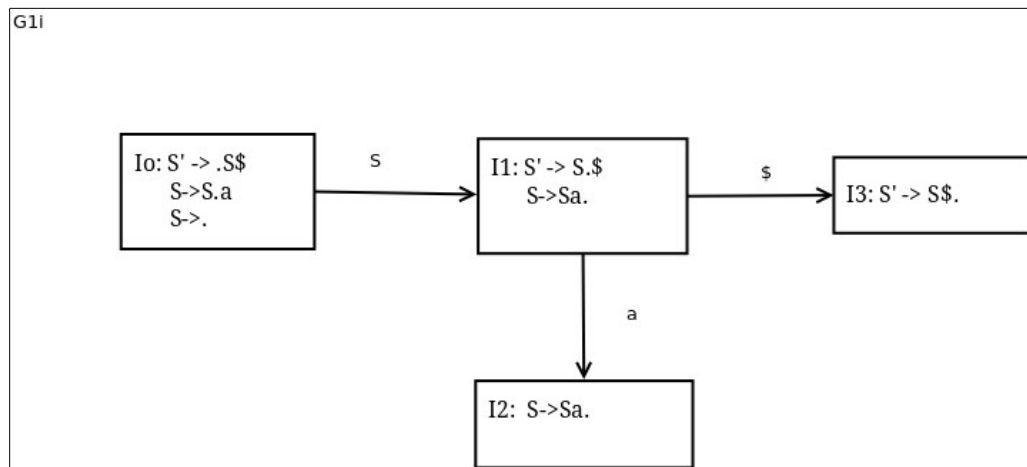 G1i
Io: S' -> .S$
S->S.a
S->.
S
I1: S' -> S.$
S->Sa.
$
I3: S' -> S$.
a
I2: S->Sa.